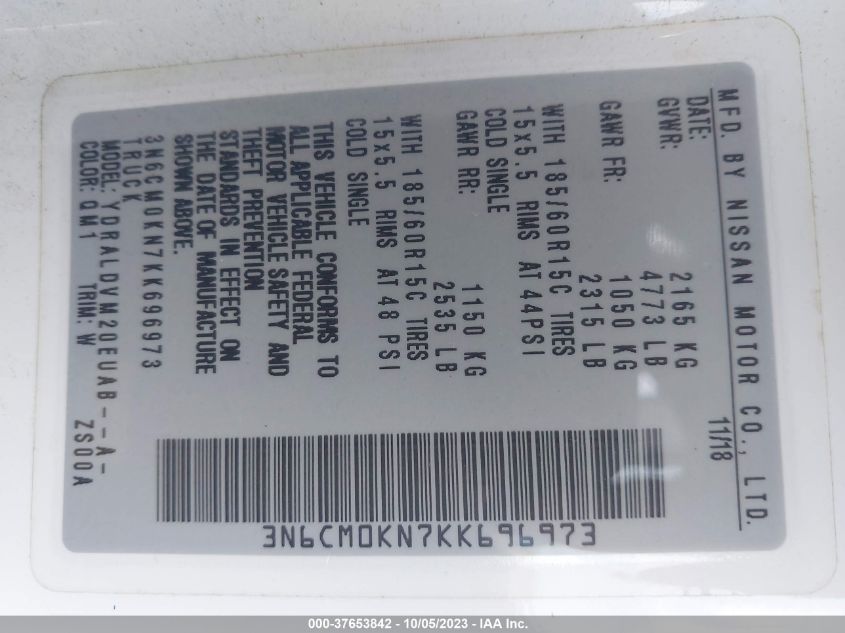 MFD. BY NISSAN MOTOR CO., LTD.
DATE: 11/18
GVWR: 2165 KG
4773 LB
GAWR FR: 1050 KG
2315 LB
WITH 185/60R15C TIRES
15x5.5 RIMS AT 44PSI
COLD SINGLE
GAWR RR: 1150 KG
2535 LB
WITH 185/60R15C TIRES
15x5.5 RIMS AT 48 PSI
COLD SINGLE
THIS VEHICLE CONFORMS TO
ALL APPLICABLE FEDERAL
MOTOR VEHICLE SAFETY AND
THEFT PREVENTION
STANDARDS IN EFFECT ON
THE DATE OF MANUFACTURE
SHOWN ABOVE.
3N6CM0KN7KK696973
TRUCK
MODEL: YDRALDVM20EUAB--A-
COLOR: QM1 TRIM: W ZS00A
3N6CM0KN7KK696973
000-37653842 - 10/05/2023 - IAA Inc.